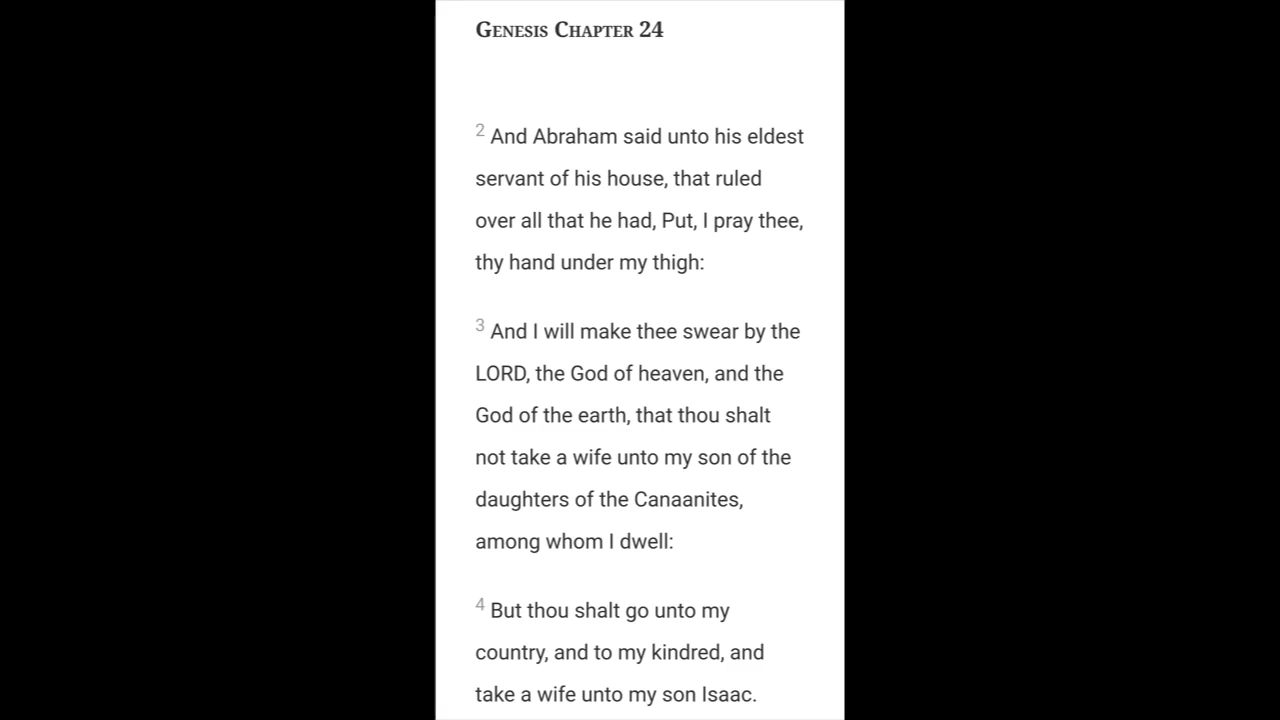 Genesis Chapter 24
2 And Abraham said unto his eldest
servant of his house, that ruled
over all that he had, Put, I pray thee,
thy hand under my thigh:
3 And I will make thee swear by the
LORD, the God of heaven, and the
God of the earth, that thou shalt
not take a wife unto my son of the
daughters of the Canaanites,
among whom I dwell:
4 But thou shalt go unto my
country, and to my kindred, and
take a wife unto my son Isaac.